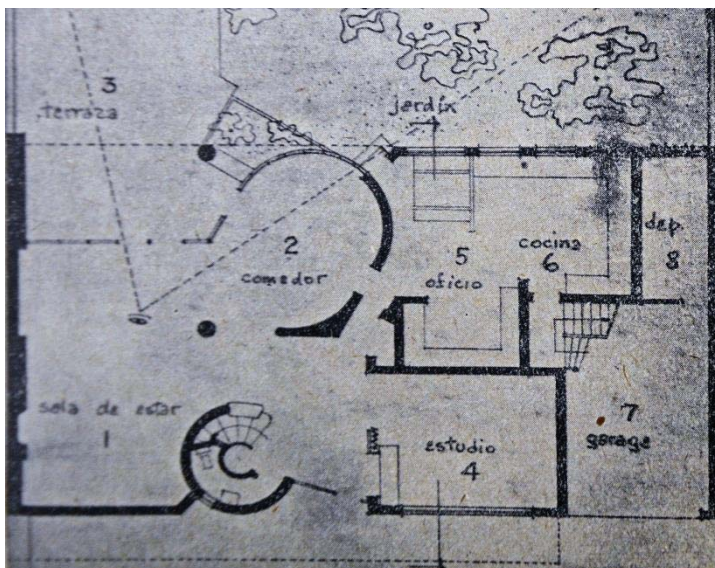 3
terraza
jardín
2
comedor
5
oficio
cocina
6
dep.
8
sala de estar
1
estudio
4
7
garage